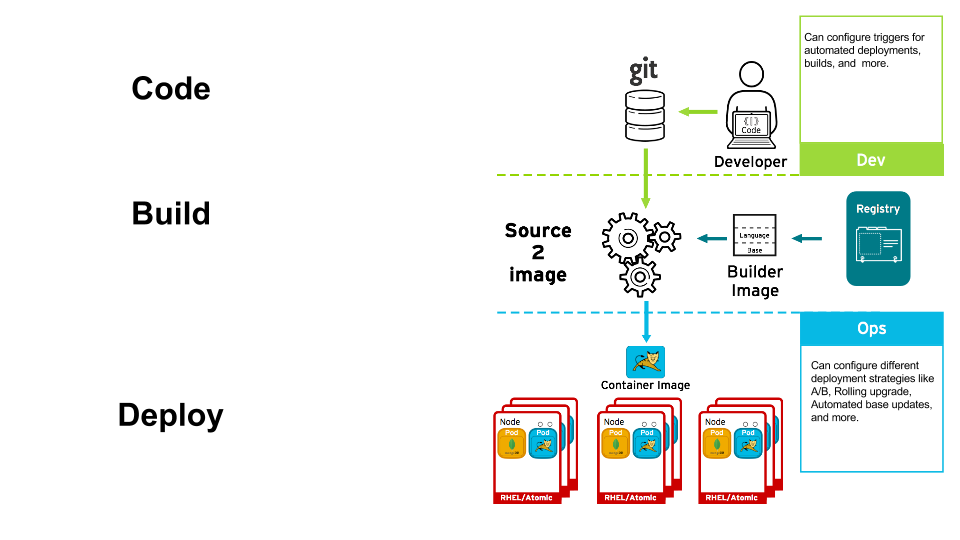 Can configure triggers for
automated deployments,
builds, and more.
git
Code
{ | }
Code
Developer
Dev
Build
Registry
Source
2
image
Language
Base
Builder
Image
Ops
Can configure different
deployment strategies like
A/B, Rolling upgrade,
Automated base updates,
and more.
Container Image
Deploy
Node
Pod
Pod
RHEL/Atomic
Node
Pod
Pod
RHEL/Atomic
Node
Pod
Pod
RHEL/Atomic